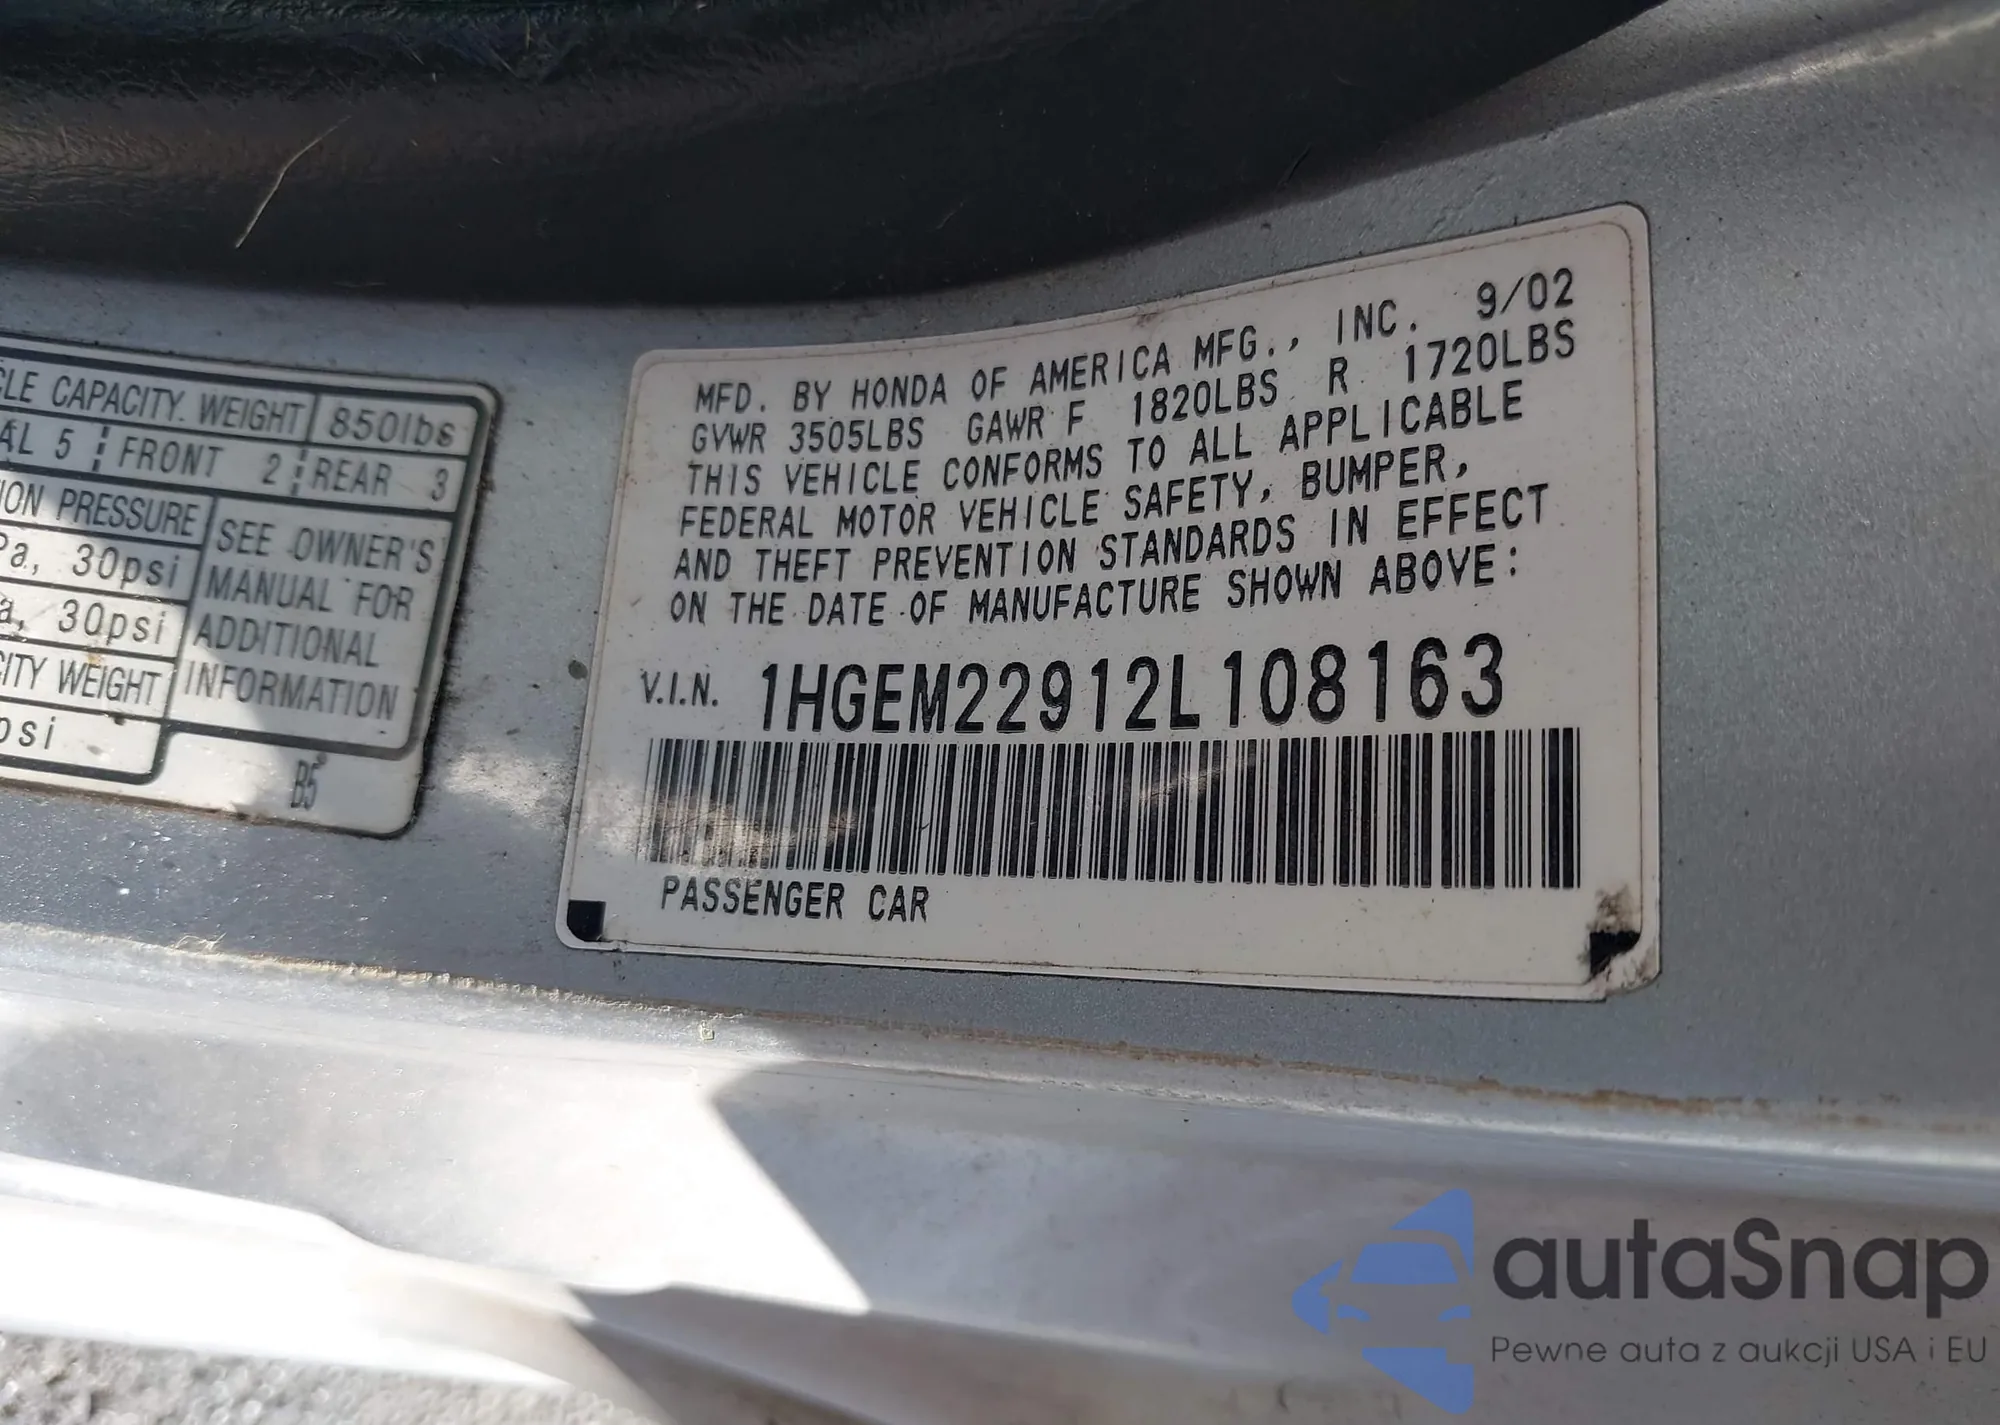 CLE CAPACITY WEIGHT 850lbs
AL 5 FRONT 2 REAR 3
ION PRESSURE
Pa, 30psi
a, 30psi
CITY WEIGHT
psi
SEE OWNER'S
MANUAL FOR
ADDITIONAL
INFORMATION
B5
MFD. BY HONDA OF AMERICA MFG., INC. 9/02
GVWR 3505LBS GAWR F 1820LBS R 1720LBS
THIS VEHICLE CONFORMS TO ALL APPLICABLE
FEDERAL MOTOR VEHICLE SAFETY, BUMPER,
AND THEFT PREVENTION STANDARDS IN EFFECT
ON THE DATE OF MANUFACTURE SHOWN ABOVE:
V.I.N. 1HGEM22912L108163
PASSENGER CAR
autaSnap
Pewne auta z aukcji USA i EU